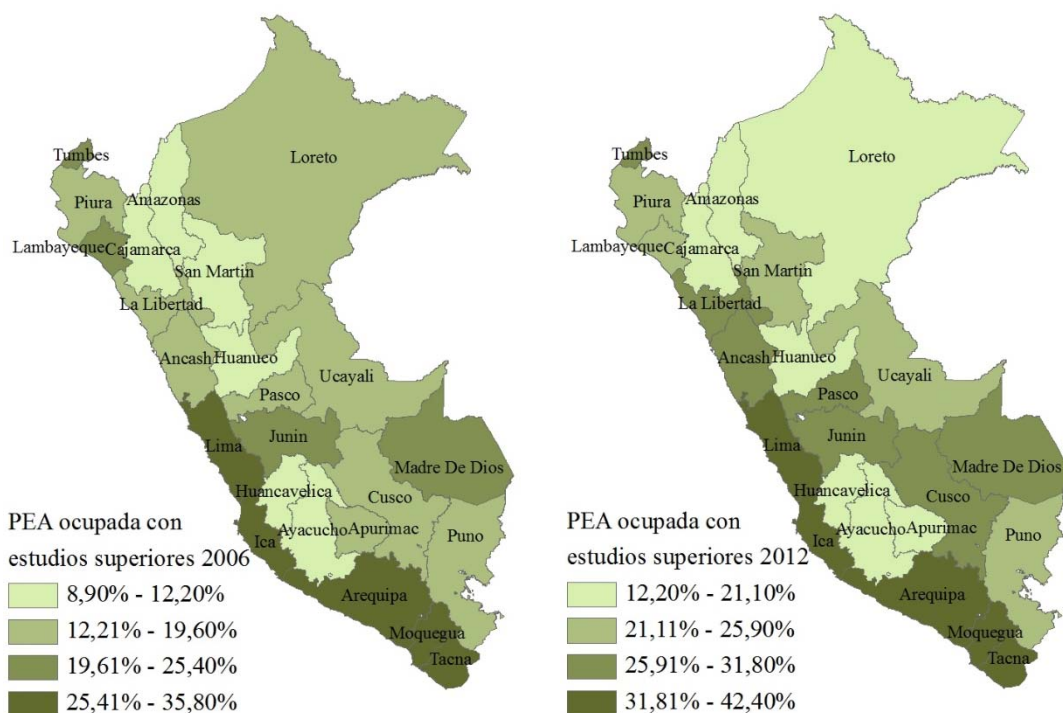 Tumbes
Loreto
Piura
Amazonas
Lambayeque
Cajamarca
San Martin
La Libertad
Ancash
Huanuco
Ucayali
Pasco
Junin
Lima
Madre De Dios
Huancavelica
Cusco
Ayacucho
Apurimac
Puno
Ica
Arequipa
Moquegua
Tacna
PEA ocupada con
estudios superiores 2006
8,90% - 12,20%
12,21% - 19,60%
19,61% - 25,40%
25,41% - 35,80%
Tumbes
Loreto
Piura
Amazonas
Lambayeque
Cajamarca
San Martin
La Libertad
Ancash
Huanuco
Ucayali
Pasco
Junin
Lima
Madre De Dios
Huancavelica
Cusco
Ayacucho
Apurimac
Puno
Ica
Arequipa
Moquegua
Tacna
PEA ocupada con
estudios superiores 2012
12,20% - 21,10%
21,11% - 25,90%
25,91% - 31,80%
31,81% - 42,40%